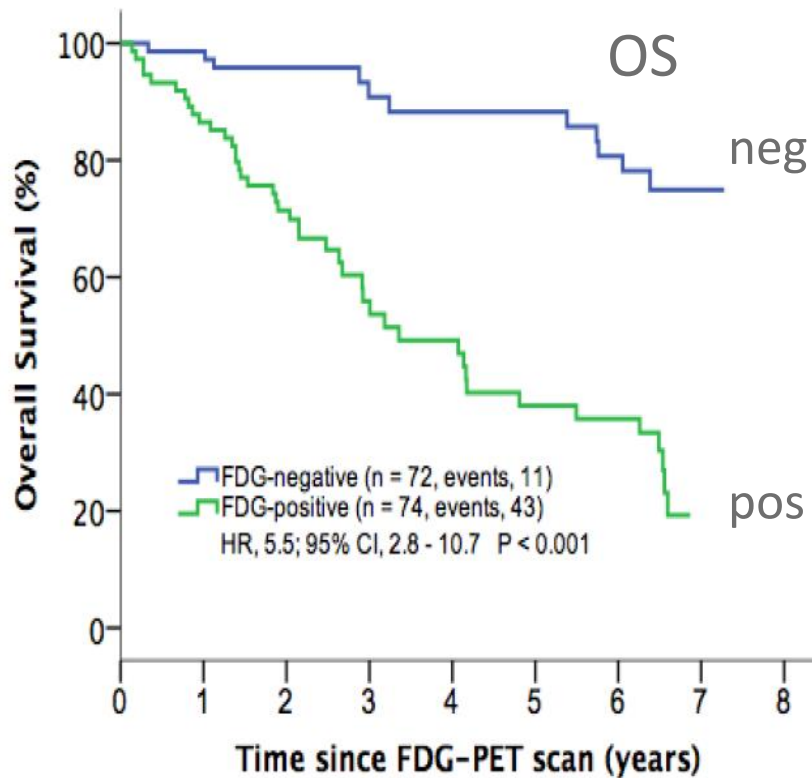 OS
neg
pos
Overall Survival (%)
100
80
60
40
20
0
FDG-negative (n = 72, events, 11)
FDG-positive (n = 74, events, 43)
HR, 5.5; 95% CI, 2.8 - 10.7 P < 0.001
0 1 2 3 4 5 6 7 8
Time since FDG-PET scan (years)